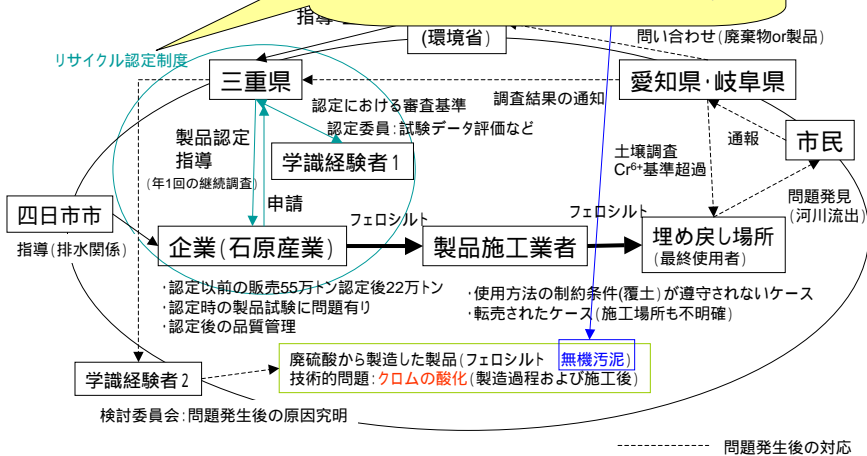 指導
(環境省)
問い合わせ(廃棄物or製品)
リサイクル認定制度
三重県
愛知県・岐阜県
調査結果の通知
認定における審査基準
認定委員:試験データ評価など
製品認定
指導
(年1回の継続調査)
学識経験者1
通報
市民
土壌調査
Cr6+基準超過
申請
四日市市
指導(排水関係)
問題発見
(河川流出)
フェロシルト
フェロシルト
企業(石原産業)
製品施工業者
埋め戻し場所
(最終使用者)
・認定以前の販売55万トン認定後22万トン
・認定時の製品試験に問題有り
・認定後の品質管理
・使用方法の制約条件(覆土)が遵守されないケース
・転売されたケース(施工場所も不明確)
廃硫酸から製造した製品(フェロシルト 無機汚泥)
技術的問題:クロムの酸化(製造過程および施工後)
学識経験者2
検討委員会:問題発生後の原因究明
問題発生後の対応